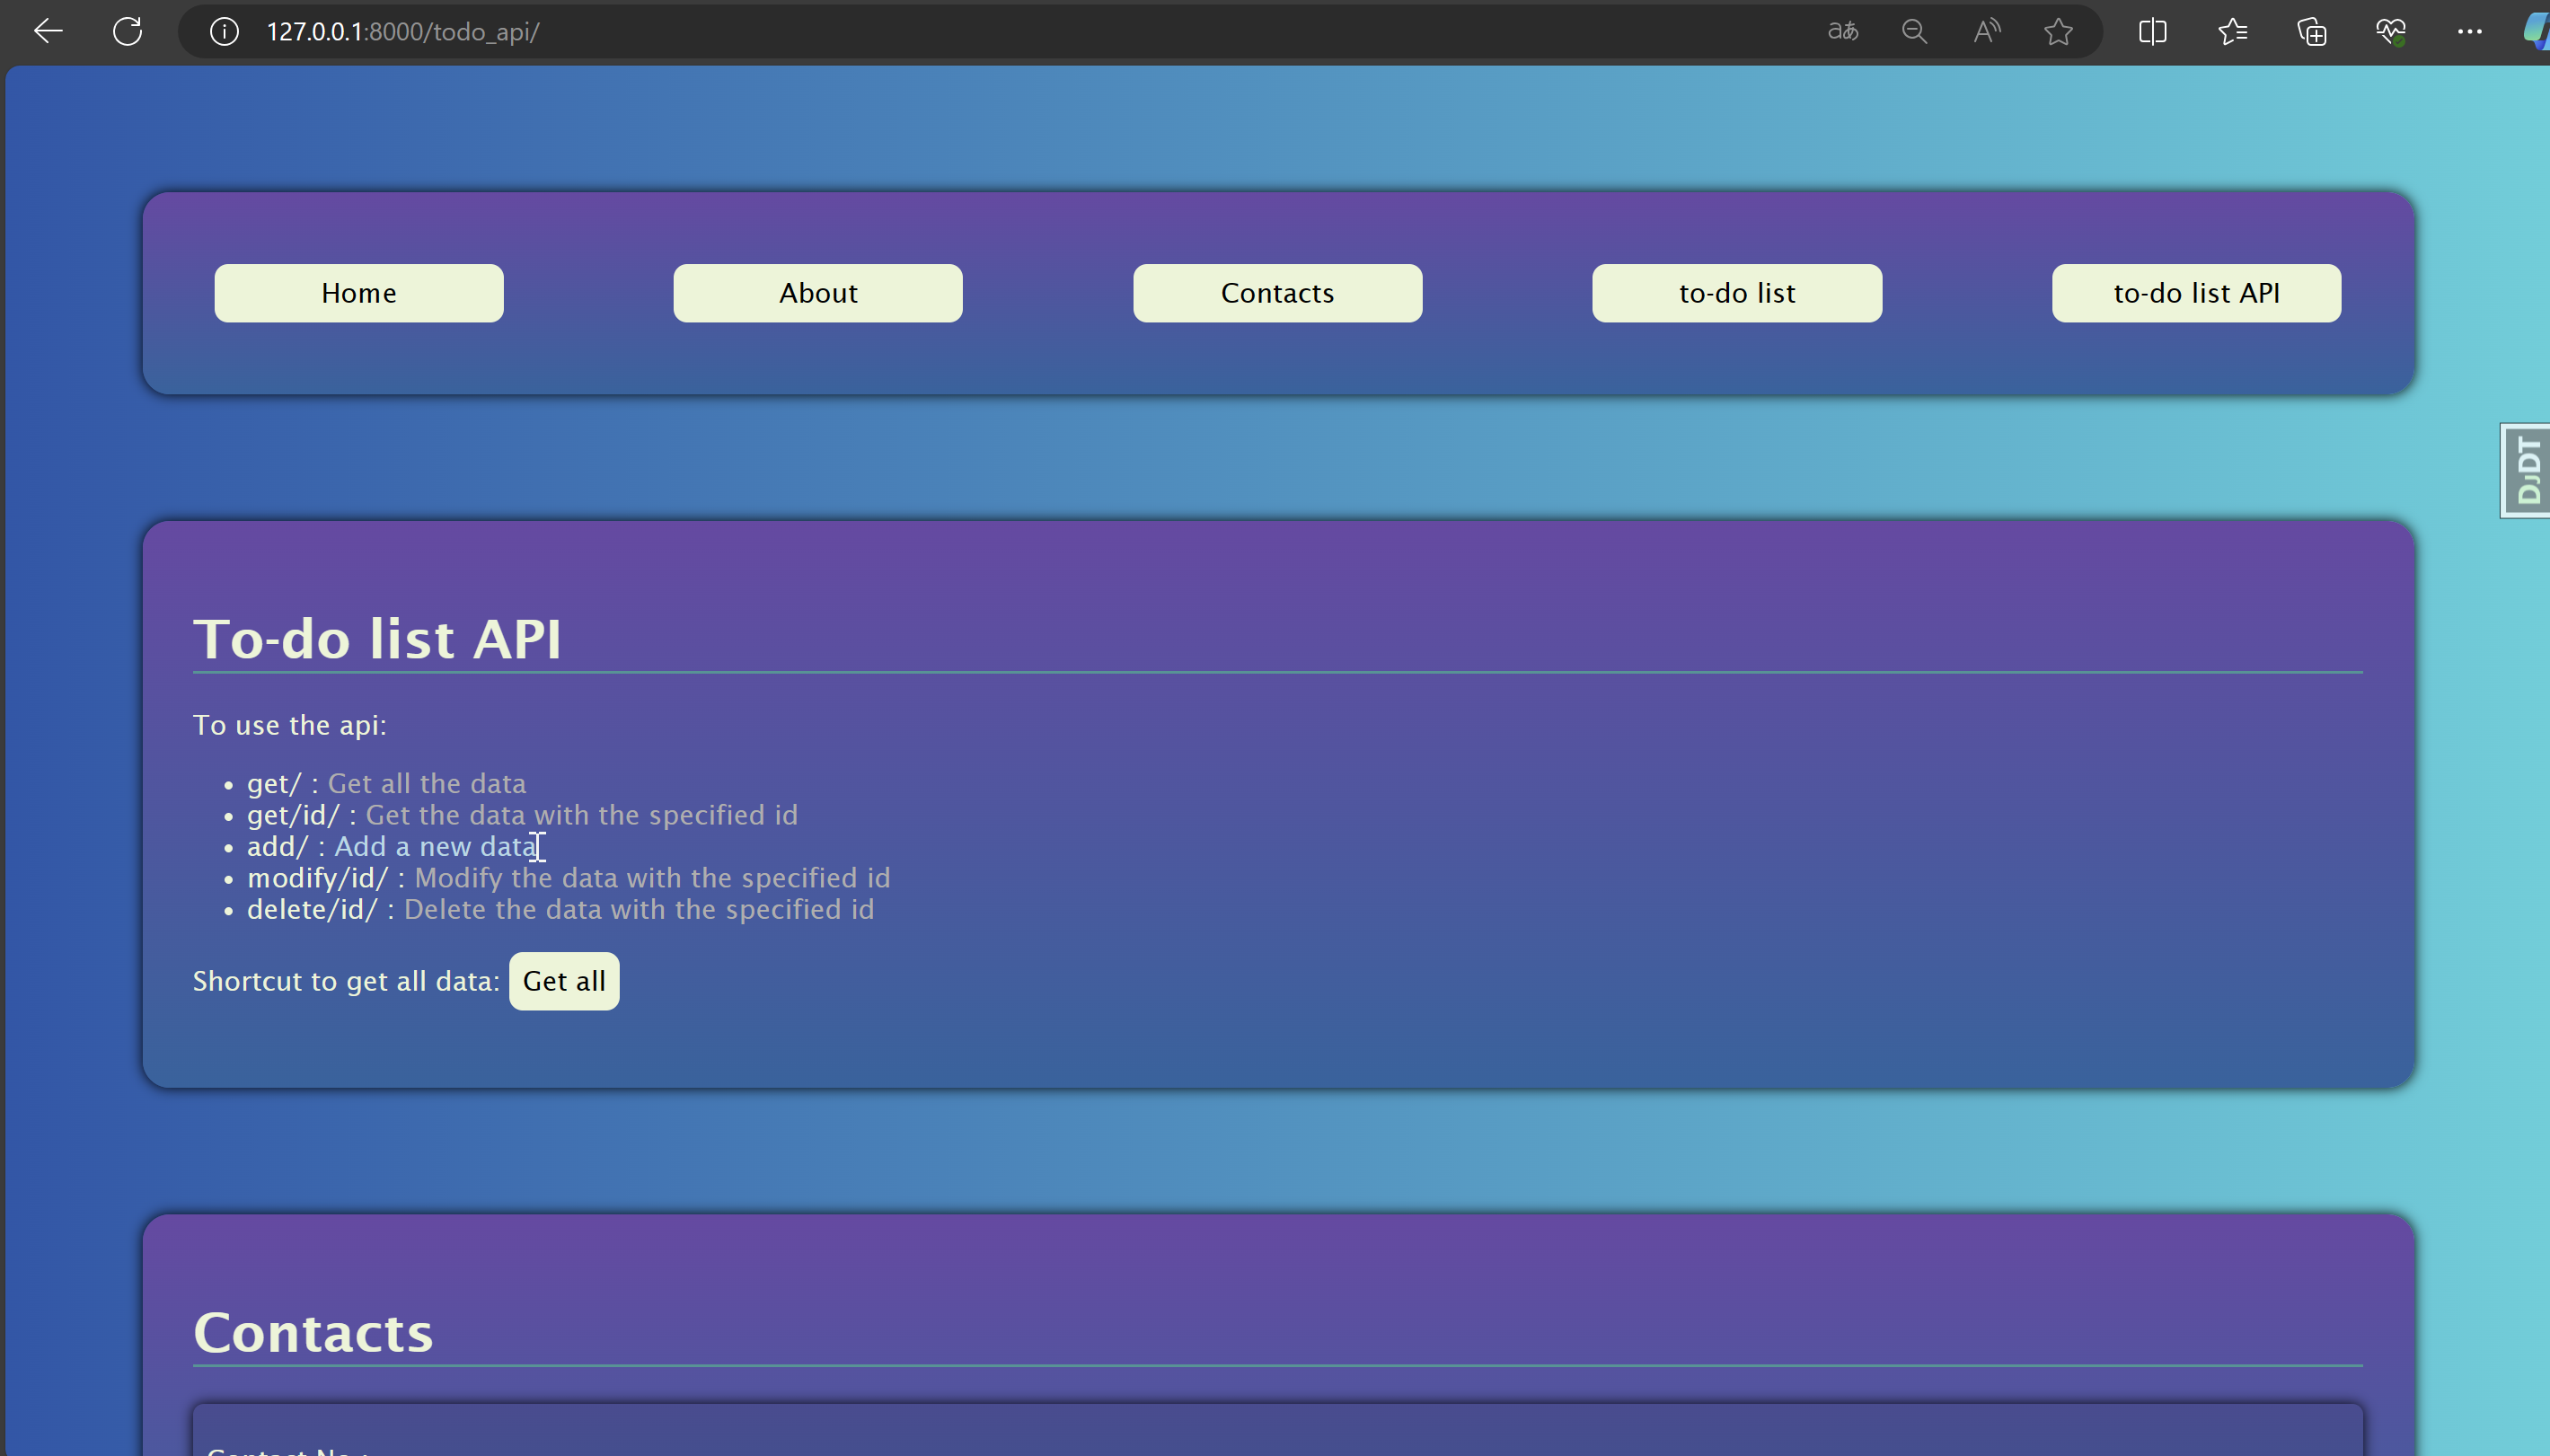 127.0.0.1:8000/todo_api/
Home
About
Contacts
to-do list
to-do list API
DJDT
To-do list API
To use the api:
get/ : Get all the data
get/id/ : Get the data with the specified id
add/ : Add a new data
modify/id/ : Modify the data with the specified id
delete/id/ : Delete the data with the specified id
Shortcut to get all data: Get all
Contacts